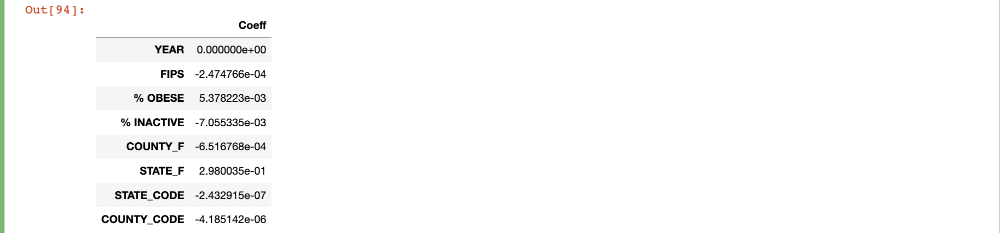 Out[94]:
Coeff
YEAR 0.000000e+00
FIPS -2.474766e-04
% OBESE 5.378223e-03
% INACTIVE -7.055335e-03
COUNTY_F -6.516768e-04
STATE_F 2.980035e-01
STATE_CODE -2.432915e-07
COUNTY_CODE -4.185142e-06